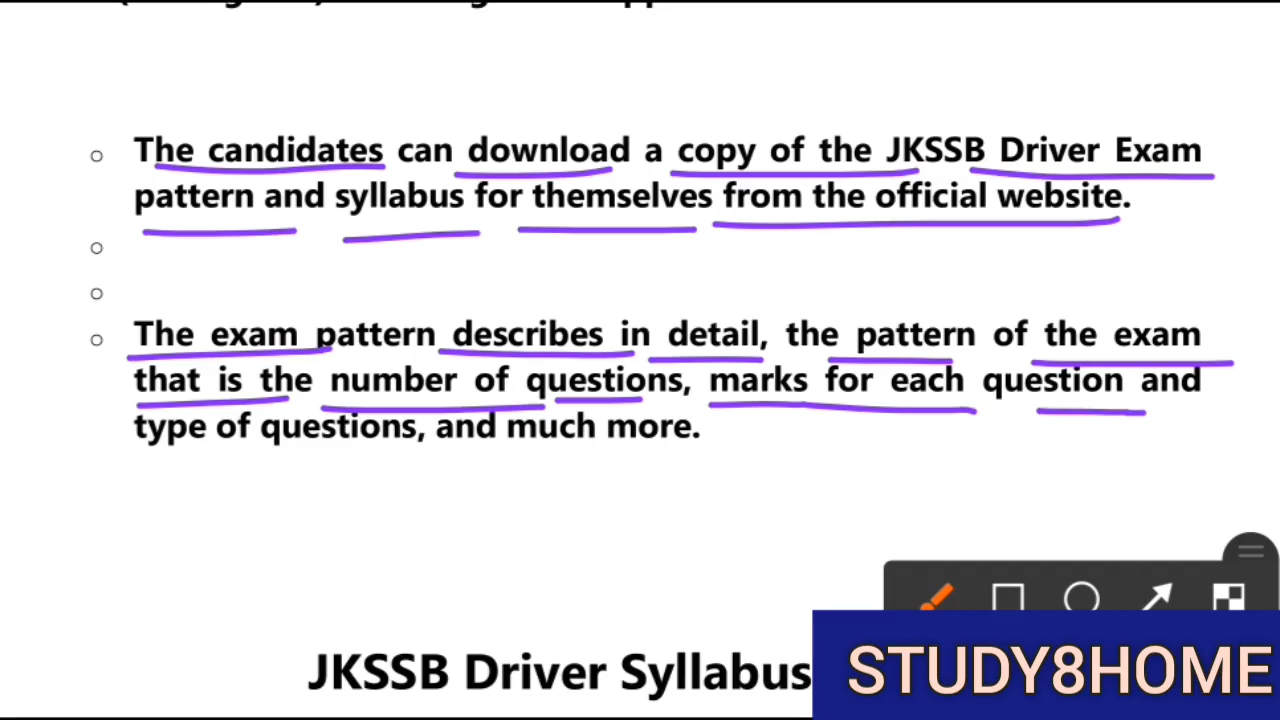 The candidates can download a copy of the JKSSB Driver Exam
pattern and syllabus for themselves from the official website.
The exam pattern describes in detail, the pattern of the exam
that is the number of questions, marks for each question and
type of questions, and much more.
JKSSB Driver Syllabus
STUDY8HOME